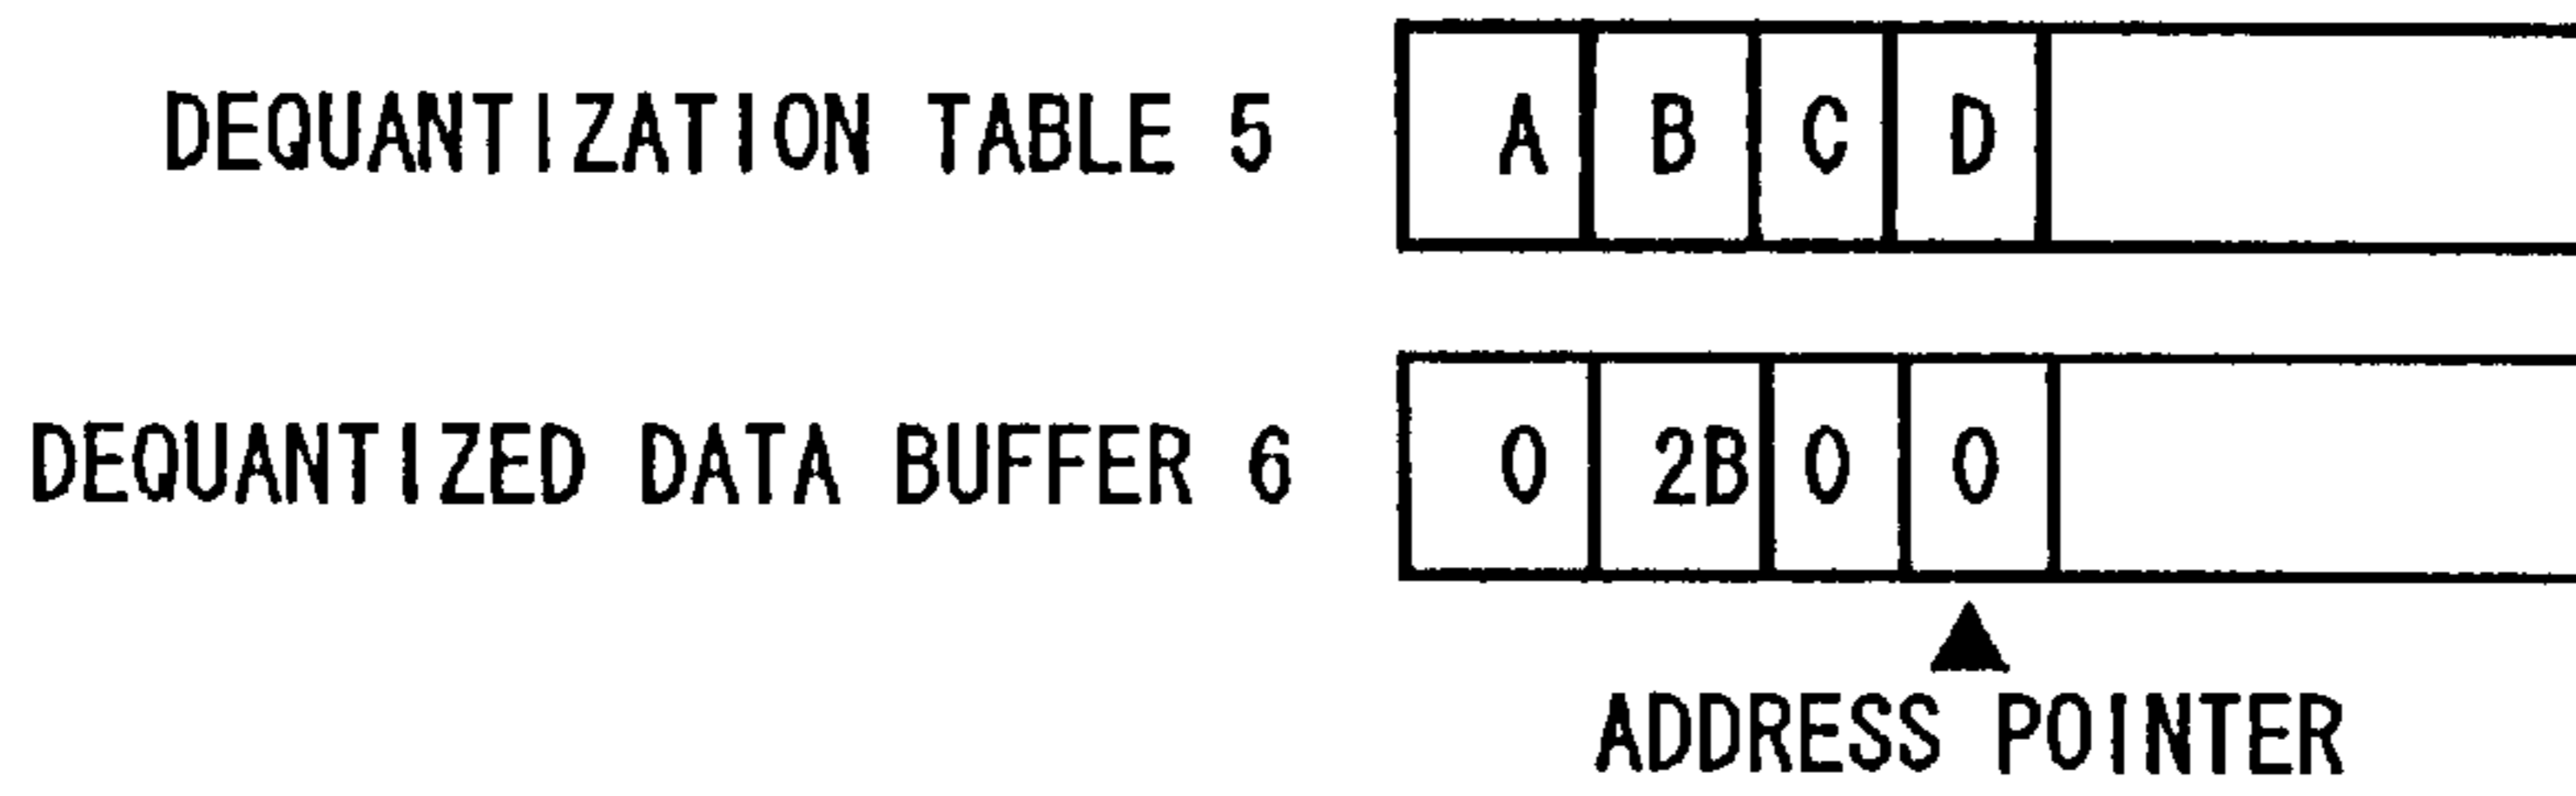 DEQUANTIZATION TABLE 5 A B C D
DEQUANTIZED DATA BUFFER 6 0 2B 0 0
ADDRESS POINTER